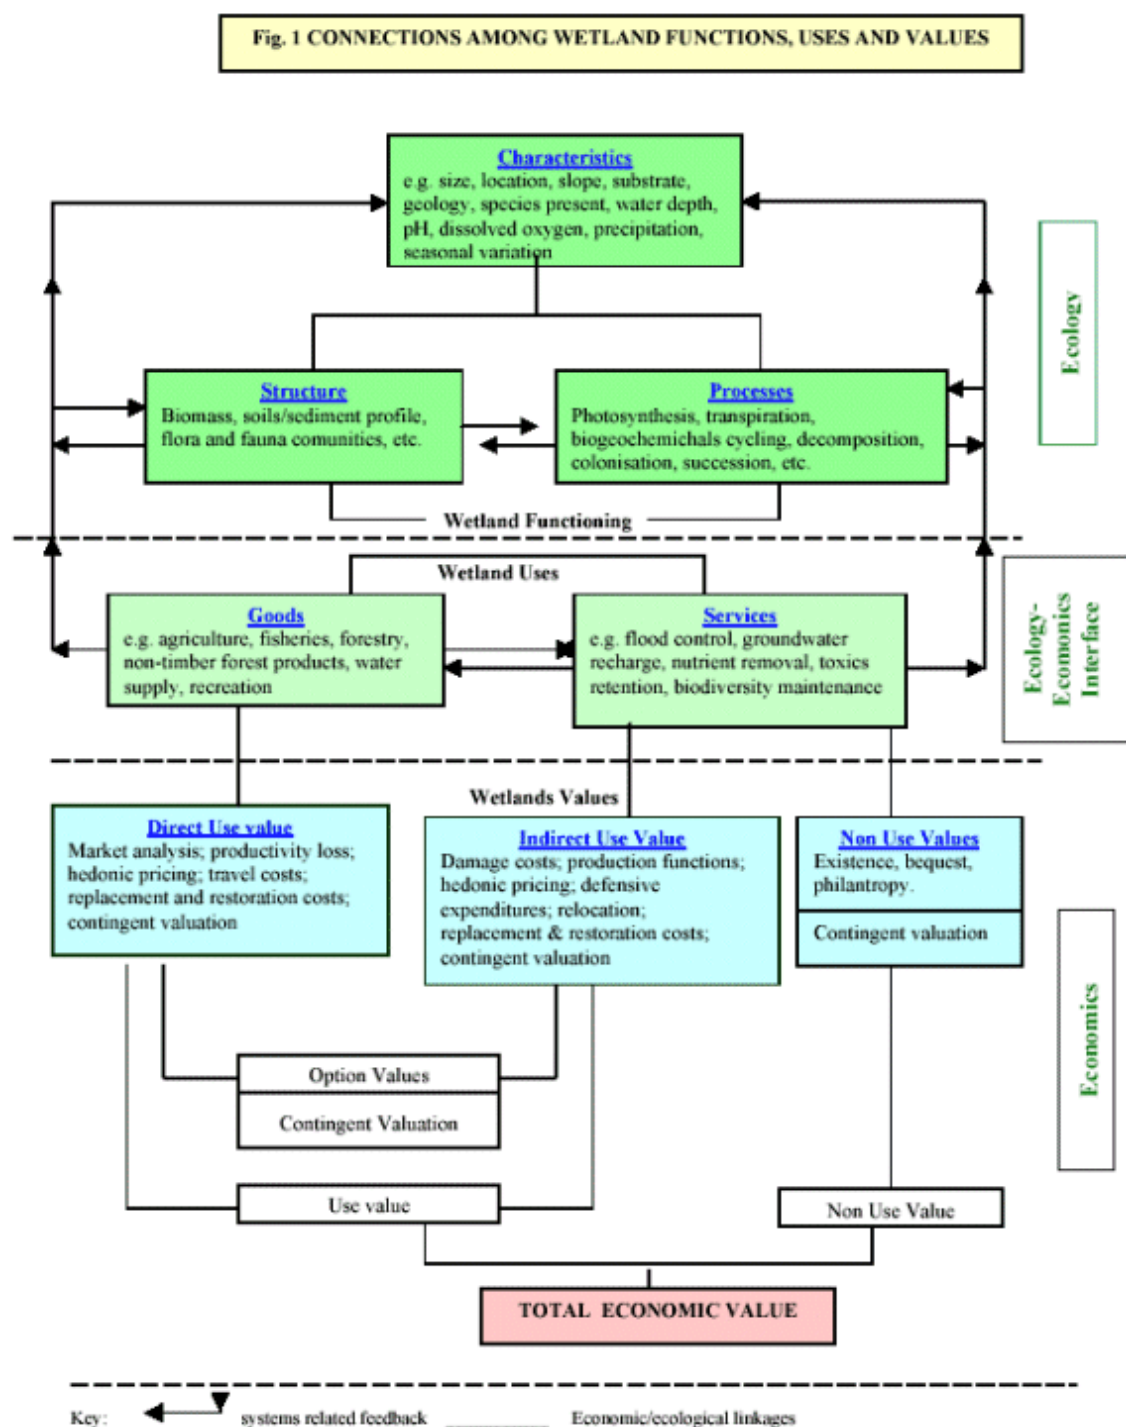 Fig. 1 CONNECTIONS AMONG WETLAND FUNCTIONS, USES AND VALUES
Characteristics
e.g. size, location, slope, substrate,
geology, species present, water depth,
pH, dissolved oxygen, precipitation,
seasonal variation
Ecology
Structure
Biomass, soils/sediment profile,
flora and fauna comunities, etc.
Processes
Photosynthesis, transpiration,
biogeochemichals cycling, decomposition,
colonisation, succession, etc.
Wetland Functioning
Wetland Uses
Goods
e.g. agriculture, fisheries, forestry,
non-timber forest products, water
supply, recreation
Services
e.g. flood control, groundwater
recharge, nutrient removal, toxics
retention, biodiversity maintenance
Ecology-
Economics
Interface
Wetlands Values
Direct Use value
Market analysis; productivity loss;
hedonic pricing; travel costs;
replacement and restoration costs;
contingent valuation
Indirect Use Value
Damage costs; production functions;
hedonic pricing; defensive
expenditures; relocation;
replacement & restoration costs;
contingent valuation
Non Use Values
Existence, bequest,
philantropy.
Contingent valuation
Economics
Option Values
Contingent Valuation
Use value
Non Use Value
TOTAL ECONOMIC VALUE
Key: systems related feedback Economic/ecological linkages